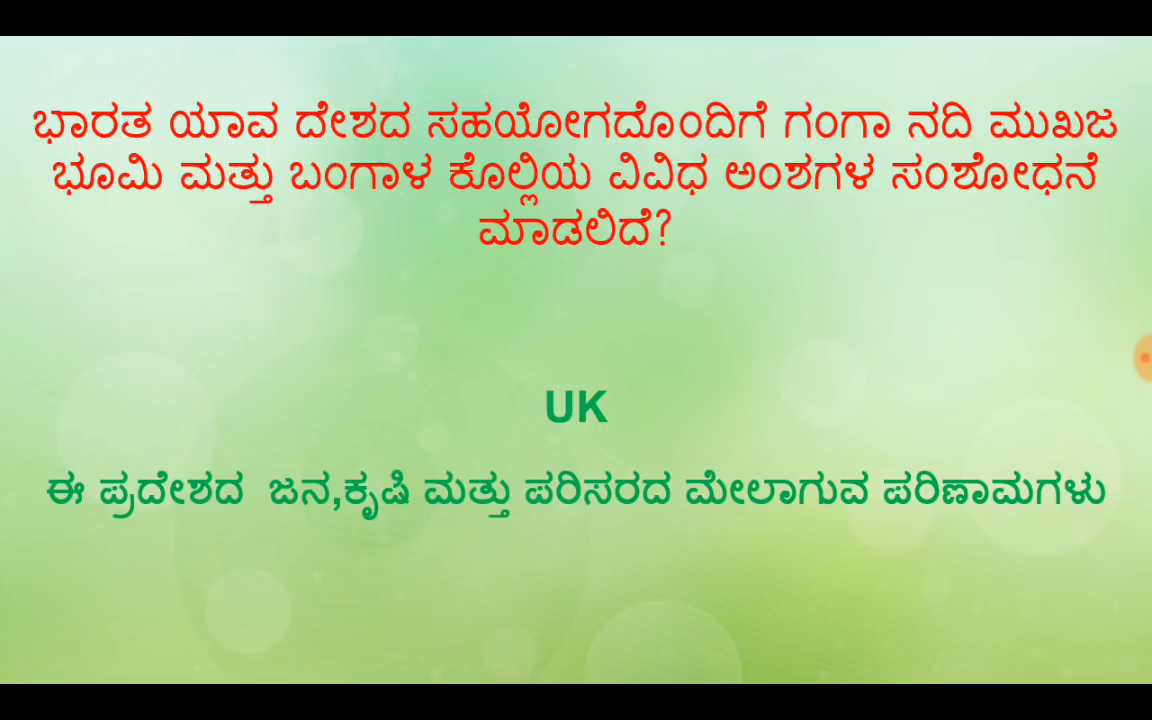 ಭಾರತ ಯಾವ ದೇಶದ ಸಹಯೋಗದೊಂದಿಗೆ ಗಂಗಾ ನದಿ ಮುಖಜ
ಭೂಮಿ ಮತ್ತು ಬಂಗಾಳ ಕೊಲ್ಲಿಯ ವಿವಿಧ ಅಂಶಗಳ ಸಂಶೋಧನೆ
ಮಾಡಲಿದೆ?
UK
ಈ ಪ್ರದೇಶದ ಜನ,ಕೃಷಿ ಮತ್ತು ಪರಿಸರದ ಮೇಲಾಗುವ ಪರಿಣಾಮಗಳು